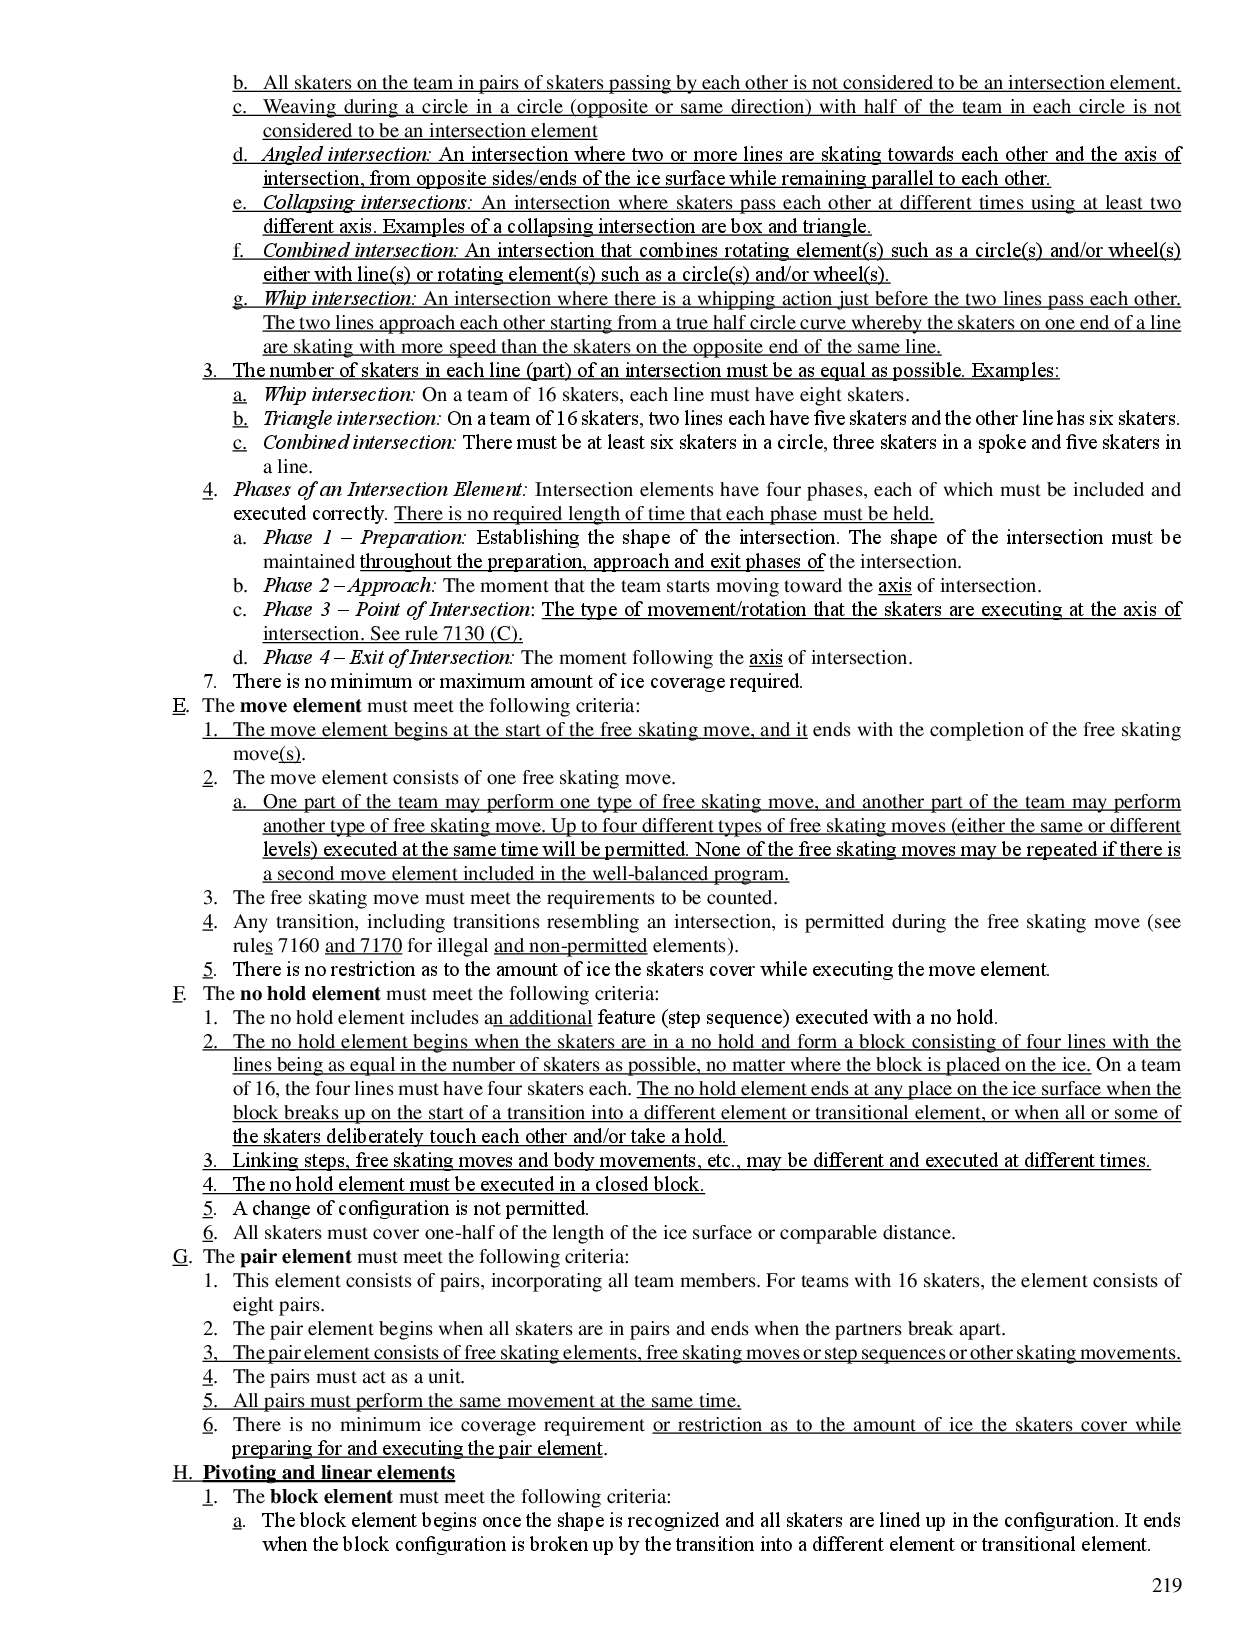 b. All skaters on the team in pairs of skaters passing by each other is not considered to be an intersection element.
c. Weaving during a circle in a circle (opposite or same direction) with half of the team in each circle is not
considered to be an intersection element
d. Angled intersection: An intersection where two or more lines are skating towards each other and the axis of
intersection, from opposite sides/ends of the ice surface while remaining parallel to each other.
e. Collapsing intersections: An intersection where skaters pass each other at different times using at least two
different axis. Examples of a collapsing intersection are box and triangle.
f. Combined intersection: An intersection that combines rotating element(s) such as a circle(s) and/or wheel(s)
either with line(s) or rotating element(s) such as a circle(s) and/or wheel(s).
g. Whip intersection: An intersection where there is a whipping action just before the two lines pass each other.
The two lines approach each other starting from a true half circle curve whereby the skaters on one end of a line
are skating with more speed than the skaters on the opposite end of the same line.
3. The number of skaters in each line (part) of an intersection must be as equal as possible. Examples:
a. Whip intersection: On a team of 16 skaters, each line must have eight skaters.
b. Triangle intersection: On a team of 16 skaters, two lines each have five skaters and the other line has six skaters.
c. Combined intersection: There must be at least six skaters in a circle, three skaters in a spoke and five skaters in
a line.
4. Phases of an Intersection Element: Intersection elements have four phases, each of which must be included and
executed correctly. There is no required length of time that each phase must be held.
a. Phase 1 – Preparation: Establishing the shape of the intersection. The shape of the intersection must be
maintained throughout the preparation, approach and exit phases of the intersection.
b. Phase 2 – Approach: The moment that the team starts moving toward the axis of intersection.
c. Phase 3 – Point of Intersection: The type of movement/rotation that the skaters are executing at the axis of
intersection. See rule 7130 (C).
d. Phase 4 – Exit of Intersection: The moment following the axis of intersection.
7. There is no minimum or maximum amount of ice coverage required.
E. The move element must meet the following criteria:
1. The move element begins at the start of the free skating move, and it ends with the completion of the free skating
move(s).
2. The move element consists of one free skating move.
a. One part of the team may perform one type of free skating move, and another part of the team may perform
another type of free skating move. Up to four different types of free skating moves (either the same or different
levels) executed at the same time will be permitted. None of the free skating moves may be repeated if there is
a second move element included in the well-balanced program.
3. The free skating move must meet the requirements to be counted.
4. Any transition, including transitions resembling an intersection, is permitted during the free skating move (see
rules 7160 and 7170 for illegal and non-permitted elements).
5. There is no restriction as to the amount of ice the skaters cover while executing the move element.
F. The no hold element must meet the following criteria:
1. The no hold element includes an additional feature (step sequence) executed with a no hold.
2. The no hold element begins when the skaters are in a no hold and form a block consisting of four lines with the
lines being as equal in the number of skaters as possible, no matter where the block is placed on the ice. On a team
of 16, the four lines must have four skaters each. The no hold element ends at any place on the ice surface when the
block breaks up on the start of a transition into a different element or transitional element, or when all or some of
the skaters deliberately touch each other and/or take a hold.
3. Linking steps, free skating moves and body movements, etc., may be different and executed at different times.
4. The no hold element must be executed in a closed block.
5. A change of configuration is not permitted.
6. All skaters must cover one-half of the length of the ice surface or comparable distance.
G. The pair element must meet the following criteria:
1. This element consists of pairs, incorporating all team members. For teams with 16 skaters, the element consists of
eight pairs.
2. The pair element begins when all skaters are in pairs and ends when the partners break apart.
3, The pair element consists of free skating elements, free skating moves or step sequences or other skating movements.
4. The pairs must act as a unit.
5. All pairs must perform the same movement at the same time.
6. There is no minimum ice coverage requirement or restriction as to the amount of ice the skaters cover while
preparing for and executing the pair element.
H. Pivoting and linear elements
1. The block element must meet the following criteria:
a. The block element begins once the shape is recognized and all skaters are lined up in the configuration. It ends
when the block configuration is broken up by the transition into a different element or transitional element.
219